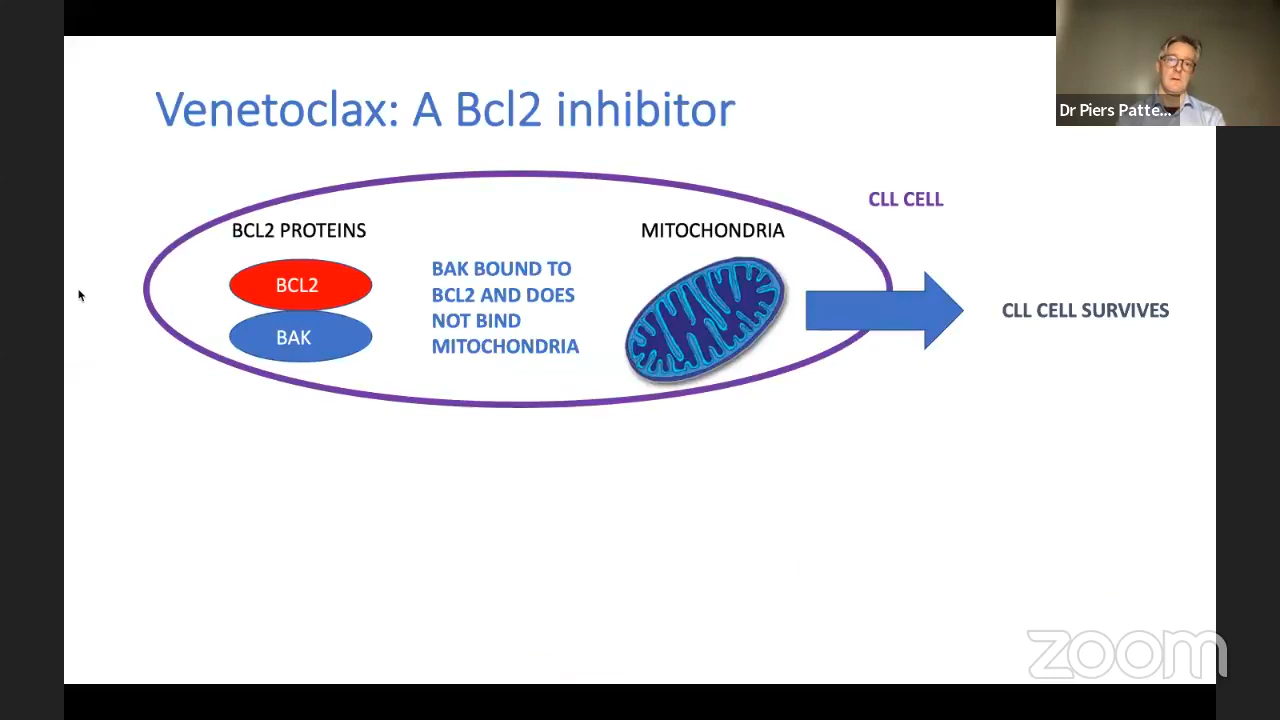 Dr Piers Patte...
Venetoclax: A Bcl2 inhibitor
CLL CELL
BCL2 PROTEINS
MITOCHONDRIA
BCL2
BAK
BAK BOUND TO
BCL2 AND DOES
NOT BIND
MITOCHONDRIA
CLL CELL SURVIVES
zoom